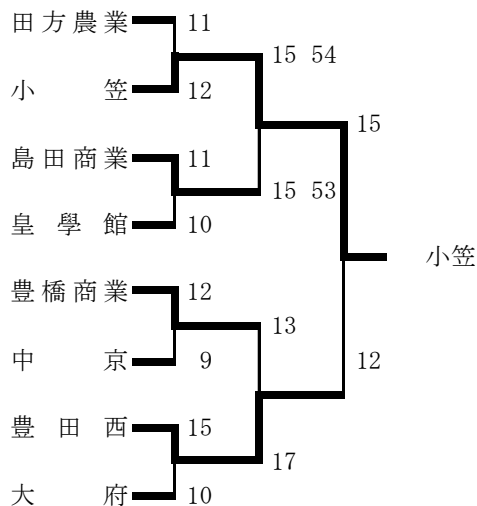 田方農業 11
15 54
小笠 12
15
島田商業 11
15 53
皇學館 10
小笠
豊橋商業 12
13
中京 9
12
豊田西 15
17
大府 10